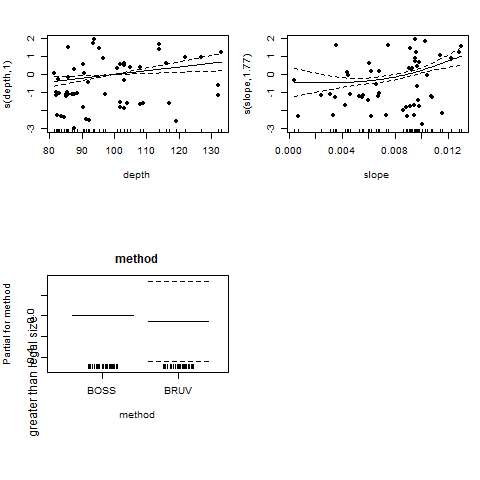 s(depth,1)
2
1
0
-1
-3
80 90 100 110 120 130
depth
s(slope,1.77)
2
1
0
-1
-3
0.000 0.004 0.008 0.012
slope
method
Partial for method
greater than legal size
0.0
BOSS BRUV
method